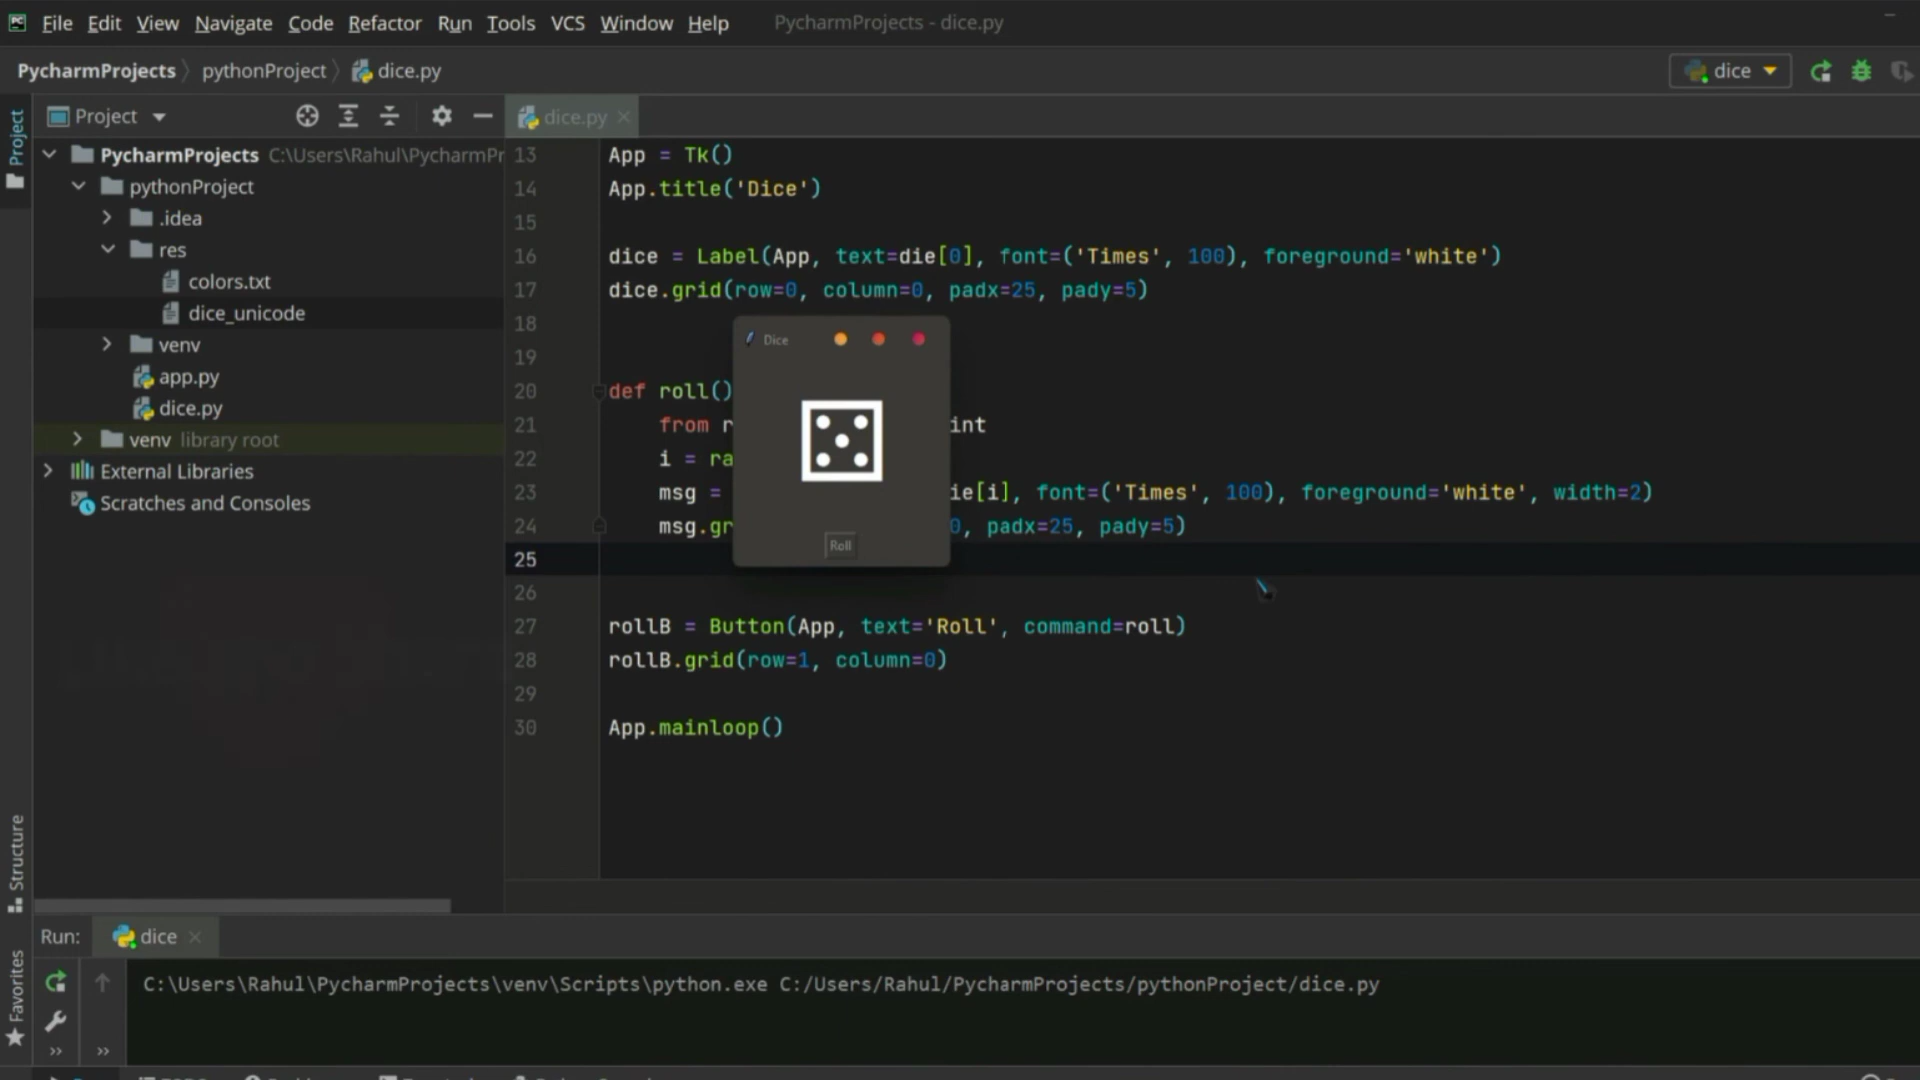 File Edit View Navigate Code Refactor Run Tools VCS Window Help PycharmProjects - dice.py
PycharmProjects pythonProject dice.py
dice
Project
Project
dice.py
PycharmProjects C:\Users\Rahul\PycharmPr
pythonProject
.idea
res
colors.txt
dice_unicode
venv
app.py
dice.py
venv library root
External Libraries
Scratches and Consoles
13 App = Tk()
14 App.title('Dice')
15
16 dice = Label(App, text=die[0], font=('Times', 100), foreground='white')
17 dice.grid(row=0, column=0, padx=25, pady=5)
18
19
20 def roll()
21 from r int
22 i = ra
23 msg = ie[i], font=('Times', 100), foreground='white', width=2)
24 msg.gr 0, padx=25, pady=5)
25
26
27 rollB = Button(App, text='Roll', command=roll)
28 rollB.grid(row=1, column=0)
29
30 App.mainloop()
Dice
Roll
Structure
Favorites
Run: dice
C:\Users\Rahul\PycharmProjects\venv\Scripts\python.exe C:/Users/Rahul/PycharmProjects/pythonProject/dice.py